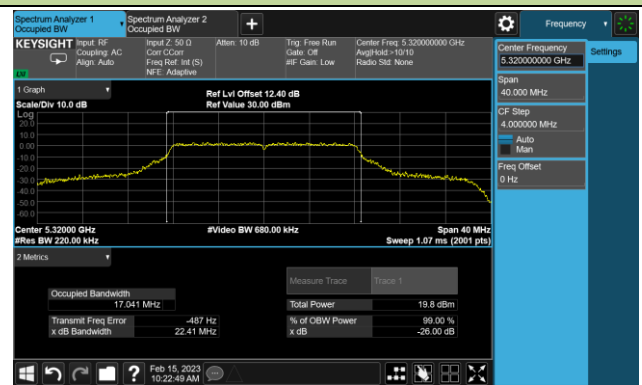 Spectrum Analyzer 1
Occupied BW
Spectrum Analyzer 2
Occupied BW
+
Frequency
KEYSIGHT
Input: RF
Coupling: AC
Align: Auto
Input Z: 50 Ω
Corr CCorr
Freq Ref: Int (S)
NFE: Adaptive
Atten: 10 dB
Trig: Free Run
Gate: Off
#IF Gain: Low
Center Freq: 5.320000000 GHz
Avg|Hold:>10/10
Radio Std: None
LXI
Center Frequency
5.320000000 GHz
Settings
Span
40.000 MHz
CF Step
4.000000 MHz
Auto
Man
Freq Offset
0 Hz
1 Graph
Scale/Div 10.0 dB
Ref Lvl Offset 12.40 dB
Ref Value 30.00 dBm
Log
20.0
10.0
0.00
-10.0
-20.0
-30.0
-40.0
-50.0
-60.0
Center 5.32000 GHz
#Res BW 220.00 kHz
#Video BW 680.00 kHz
Span 40 MHz
Sweep 1.07 ms (2001 pts)
2 Metrics
Measure Trace
Trace 1
Occupied Bandwidth
17.041 MHz
Total Power
19.8 dBm
Transmit Freq Error
-487 Hz
% of OBW Power
99.00 %
x dB Bandwidth
22.41 MHz
x dB
-26.00 dB
?
Feb 15, 2023
10:22:49 AM